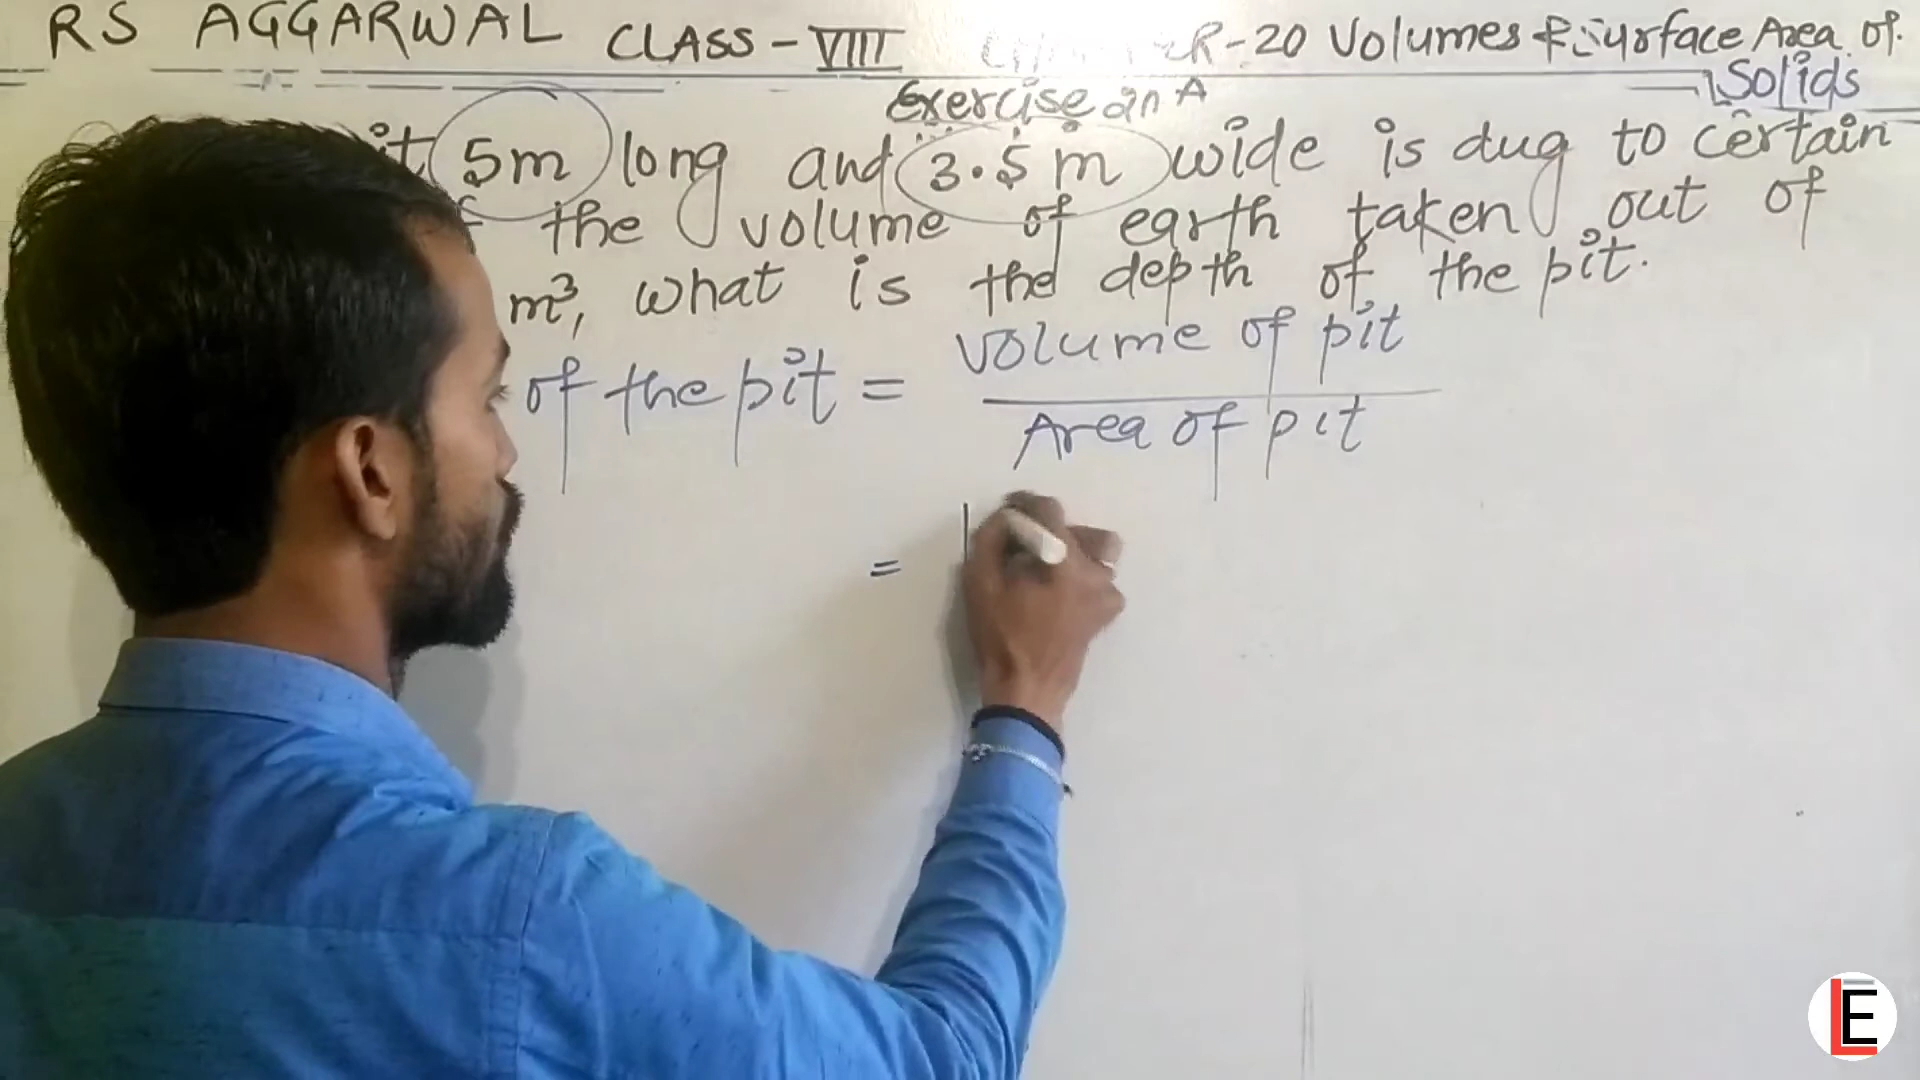 RS AGGARWAL CLASS-VIII R-20 Volumes & Surface Area of
Solids
Exercise 20A
5m long and 3.5 m wide is dug to certain
the volume of earth taken out of
m³, what is the depth of the pit.
of the pit = Volume of pit
Area of pit
=
LE